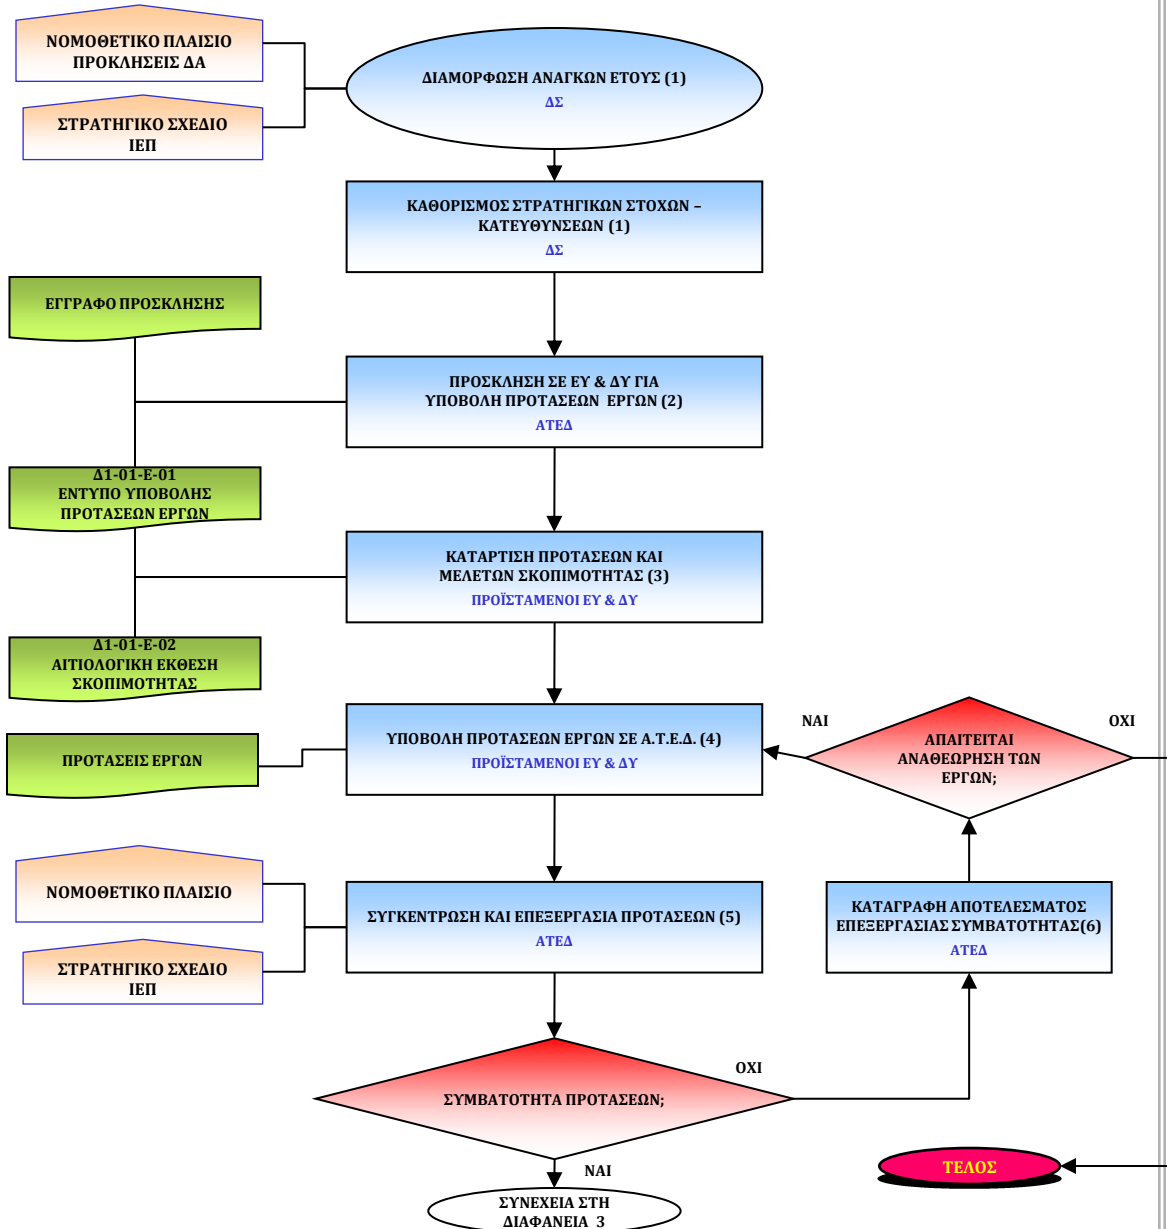 ΝΟΜΟΘΕΤΙΚΟ ΠΛΑΙΣΙΟ
ΠΡΟΚΛΗΣΕΙΣ ΔΑ
ΣΤΡΑΤΗΓΙΚΟ ΣΧΕΔΙΟ
ΙΕΠ
ΔΙΑΜΟΡΦΩΣΗ ΑΝΑΓΚΩΝ ΕΤΟΥΣ (1)
ΔΣ
ΚΑΘΟΡΙΣΜΟΣ ΣΤΡΑΤΗΓΙΚΩΝ ΣΤΟΧΩΝ –
ΚΑΤΕΥΘΥΝΣΕΩΝ (1)
ΔΣ
ΕΓΓΡΑΦΟ ΠΡΟΣΚΛΗΣΗΣ
ΠΡΟΣΚΛΗΣΗ ΣΕ ΕΥ & ΔΥ ΓΙΑ
ΥΠΟΒΟΛΗ ΠΡΟΤΑΣΕΩΝ ΕΡΓΩΝ (2)
ΑΤΕΔ
Δ1-01-Ε-01
ΕΝΤΥΠΟ ΥΠΟΒΟΛΗΣ
ΠΡΟΤΑΣΕΩΝ ΕΡΓΩΝ
ΚΑΤΑΡΤΙΣΗ ΠΡΟΤΑΣΕΩΝ ΚΑΙ
ΜΕΛΕΤΩΝ ΣΚΟΠΙΜΟΤΗΤΑΣ (3)
ΠΡΟΪΣΤΑΜΕΝΟΙ ΕΥ & ΔΥ
Δ1-01-Ε-02
ΑΙΤΙΟΛΟΓΙΚΗ ΕΚΘΕΣΗ
ΣΚΟΠΙΜΟΤΗΤΑΣ
ΥΠΟΒΟΛΗ ΠΡΟΤΑΣΕΩΝ ΕΡΓΩΝ ΣΕ Α.Τ.Ε.Δ. (4)
ΠΡΟΪΣΤΑΜΕΝΟΙ ΕΥ & ΔΥ
ΠΡΟΤΑΣΕΙΣ ΕΡΓΩΝ
ΝΑΙ
ΟΧΙ
ΑΠΑΙΤΕΙΤΑΙ
ΑΝΑΘΕΩΡΗΣΗ ΤΩΝ
ΕΡΓΩΝ;
ΝΟΜΟΘΕΤΙΚΟ ΠΛΑΙΣΙΟ
ΣΤΡΑΤΗΓΙΚΟ ΣΧΕΔΙΟ
ΙΕΠ
ΣΥΓΚΕΝΤΡΩΣΗ ΚΑΙ ΕΠΕΞΕΡΓΑΣΙΑ ΠΡΟΤΑΣΕΩΝ (5)
ΑΤΕΔ
ΚΑΤΑΓΡΑΦΗ ΑΠΟΤΕΛΕΣΜΑΤΟΣ
ΕΠΕΞΕΡΓΑΣΙΑΣ ΣΥΜΒΑΤΟΤΗΤΑΣ(6)
ΑΤΕΔ
ΣΥΜΒΑΤΟΤΗΤΑ ΠΡΟΤΑΣΕΩΝ;
ΟΧΙ
ΝΑΙ
ΣΥΝΕΧΕΙΑ ΣΤΗ
ΔΙΑΦΑΝΕΙΑ 3
ΤΕΛΟΣ